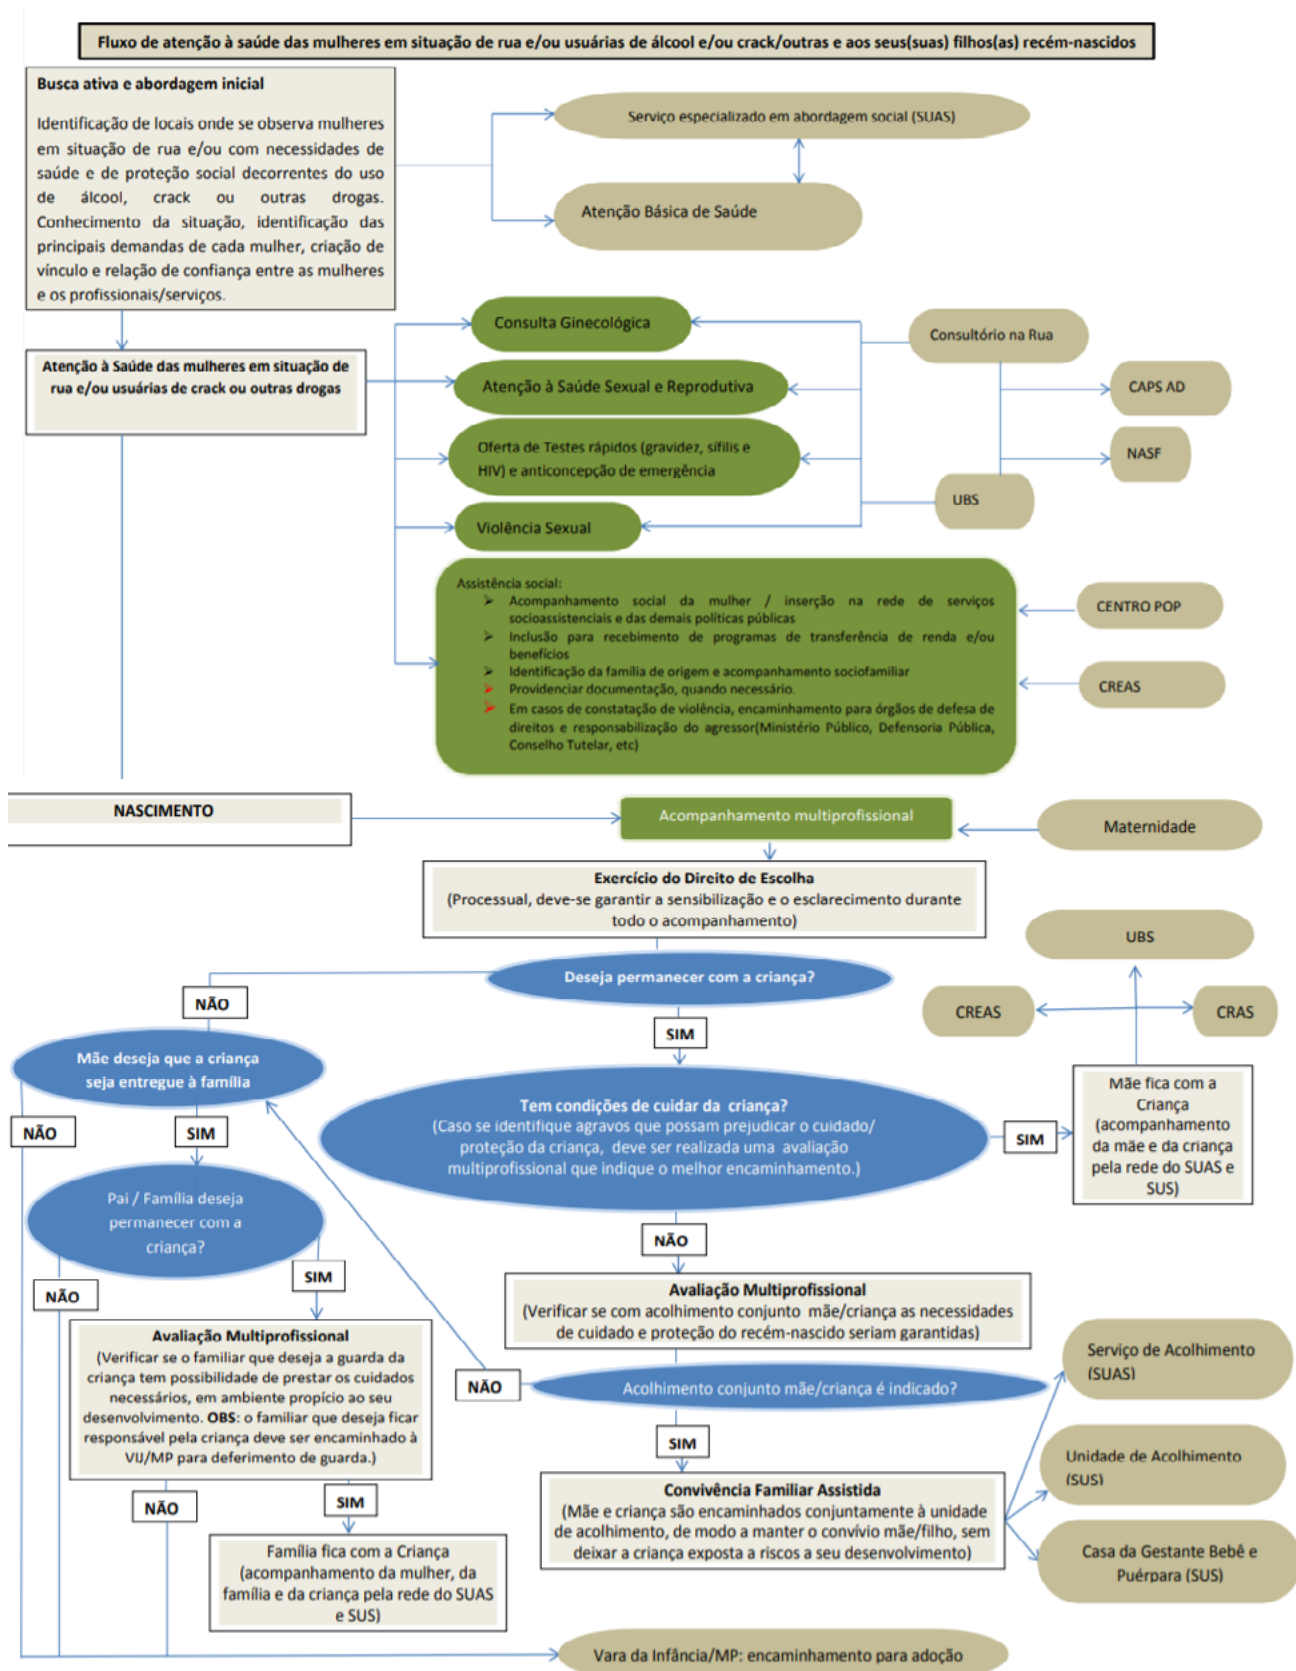 Fluxo de atenção à saúde das mulheres em situação de rua e/ou usuárias de álcool e/ou crack/outras e aos seus(suas) filhos(as) recém-nascidos
Busca ativa e abordagem inicial
Identificação de locais onde se observa mulheres
em situação de rua e/ou com necessidades de
saúde e de proteção social decorrentes do uso
de álcool, crack ou outras drogas.
Conhecimento da situação, identificação das
principais demandas de cada mulher, criação de
vínculo e relação de confiança entre as mulheres
e os profissionais/serviços.
Serviço especializado em abordagem social (SUAS)
Atenção Básica de Saúde
Atenção à Saúde das mulheres em situação de
rua e/ou usuárias de crack ou outras drogas
Consulta Ginecológica
Atenção à Saúde Sexual e Reprodutiva
Oferta de Testes rápidos (gravidez, sífilis e
HIV) e anticoncepção de emergência
Violência Sexual
Consultório na Rua
CAPS AD
NASF
UBS
Assistência social:
➢ Acompanhamento social da mulher / inserção na rede de serviços
socioassistenciais e das demais políticas públicas
➢ Inclusão para recebimento de programas de transferência de renda e/ou
benefícios
➢ Identificação da família de origem e acompanhamento sociofamiliar
➢ Providenciar documentação, quando necessário.
➢ Em casos de constatação de violência, encaminhamento para órgãos de defesa de
direitos e responsabilização do agressor(Ministério Público, Defensoria Pública,
Conselho Tutelar, etc)
CENTRO POP
CREAS
NASCIMENTO
Acompanhamento multiprofissional
Maternidade
Exercício do Direito de Escolha
(Processual, deve-se garantir a sensibilização e o esclarecimento durante
todo o acompanhamento)
Deseja permanecer com a criança?
NÃO
SIM
UBS
CREAS
CRAS
Mãe deseja que a criança
seja entregue à família
NÃO
SIM
Tem condições de cuidar da criança?
(Caso se identifique agravos que possam prejudicar o cuidado/
proteção da criança, deve ser realizada uma avaliação
multiprofissional que indique o melhor encaminhamento.)
SIM
Mãe fica com a
Criança
(acompanhamento
da mãe e da criança
pela rede do SUAS e
SUS)
Pai / Família deseja
permanecer com a
criança?
NÃO
SIM
NÃO
Avaliação Multiprofissional
(Verificar se com acolhimento conjunto mãe/criança as necessidades
de cuidado e proteção do recém-nascido seriam garantidas)
Avaliação Multiprofissional
(Verificar se o familiar que deseja a guarda da
criança tem possibilidade de prestar os cuidados
necessários, em ambiente propício ao seu
desenvolvimento. OBS: o familiar que deseja ficar
responsável pela criança deve ser encaminhado à
VIJ/MP para deferimento de guarda.)
NÃO
Acolhimento conjunto mãe/criança é indicado?
SIM
Serviço de Acolhimento
(SUAS)
Unidade de Acolhimento
(SUS)
Casa da Gestante Bebê e
Puérpara (SUS)
Convivência Familiar Assistida
(Mãe e criança são encaminhados conjuntamente à unidade
de acolhimento, de modo a manter o convívio mãe/filho, sem
deixar a criança exposta a riscos a seu desenvolvimento)
NÃO
SIM
Família fica com a Criança
(acompanhamento da mulher, da
família e da criança pela rede do SUAS
e SUS)
Vara da Infância/MP: encaminhamento para adoção